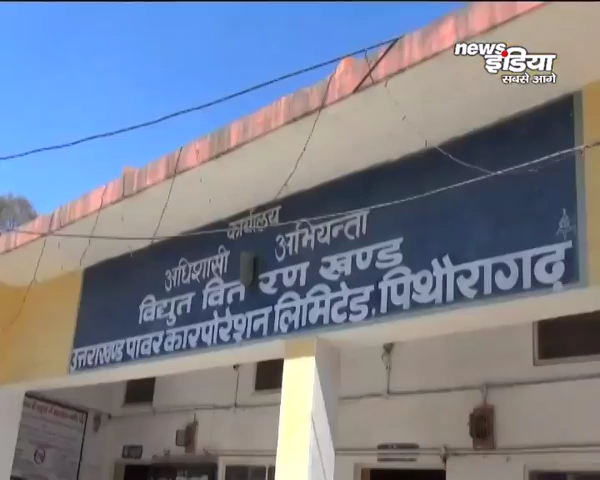 news
इंडिया
सबसे आगे
कार्यालय
अधिशासी अभियन्ता
विद्युत वितरण खण्ड
उत्तराखण्ड पावर कारपोरेशन लिमिटेड, पिथौरागढ़